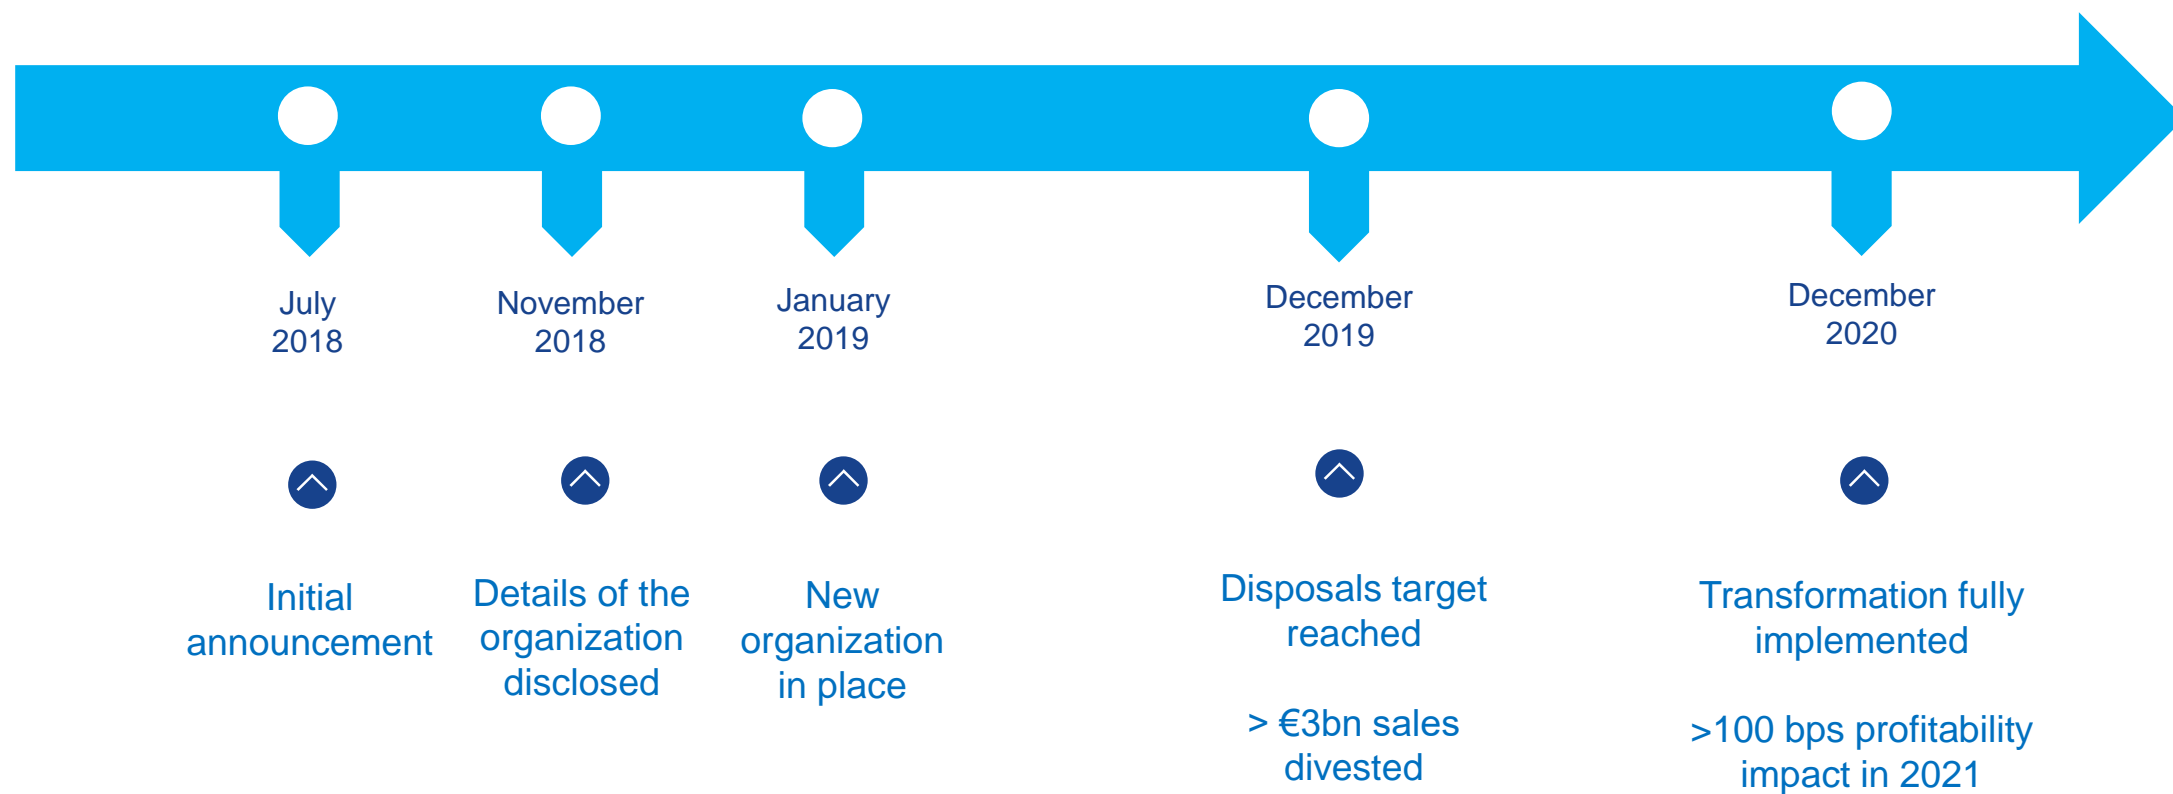 July
2018
November
2018
January
2019
December
2019
December
2020
Initial
announcement
Details of the
organization
disclosed
New
organization
in place
Disposals target
reached
> €3bn sales
divested
Transformation fully
implemented
>100 bps profitability
impact in 2021